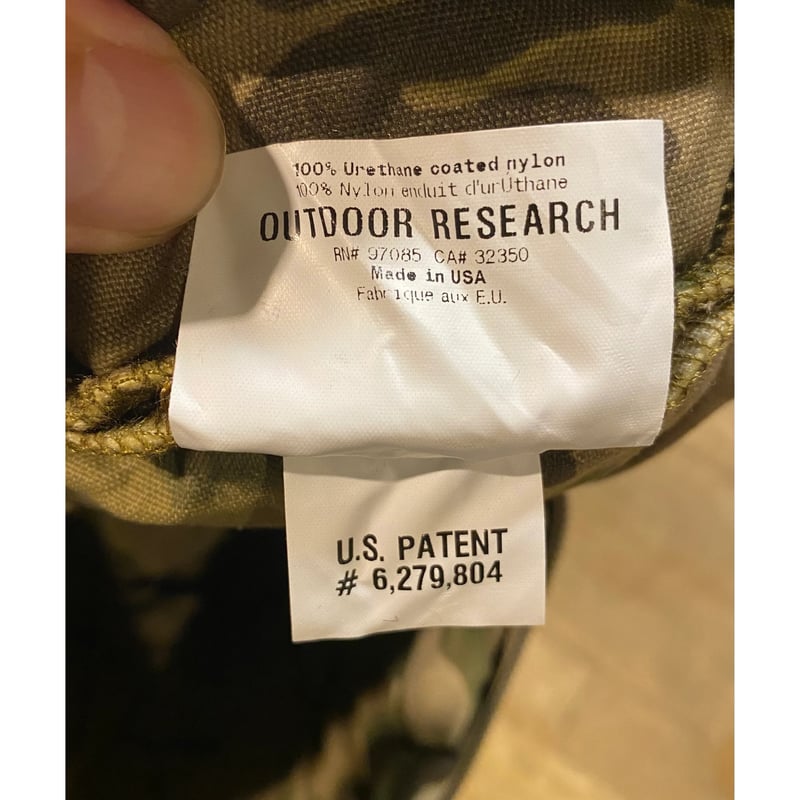 100% Urethane coated nylon
100% Nylon enduit d'urUthane
OUTDOOR RESEARCH
RN# 97085 CA# 32350
Made in USA
Fabrique aux E.U.
U.S. PATENT
# 6,279,804